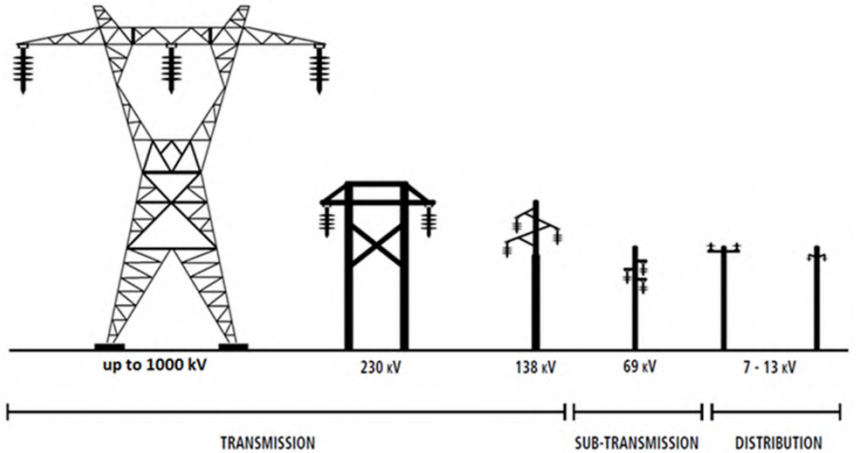 up to 1000 kV
230 kV
138 kV
69 kV
7 - 13 kV
TRANSMISSION
SUB-TRANSMISSION
DISTRIBUTION